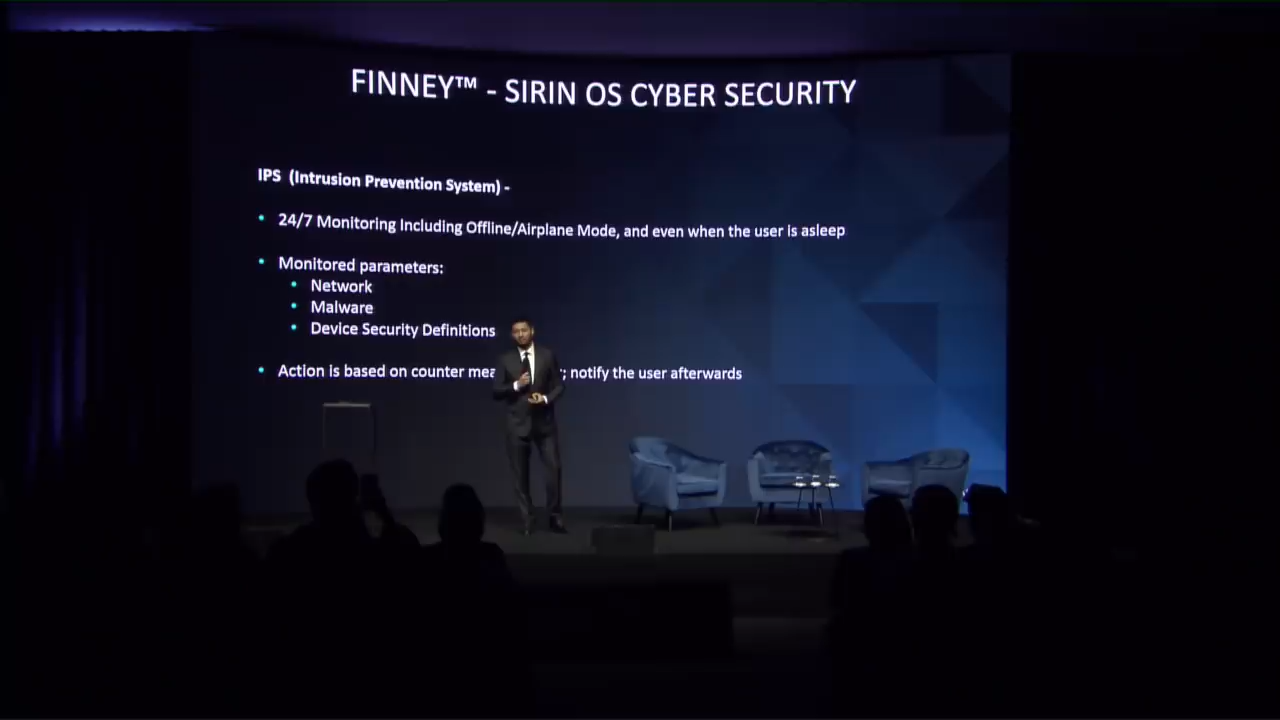 FINNEY™ - SIRIN OS CYBER SECURITY
IPS (Intrusion Prevention System) -
• 24/7 Monitoring Including Offline/Airplane Mode, and even when the user is asleep
• Monitored parameters:
• Network
• Malware
• Device Security Definitions
• Action is based on counter ; notify the user afterwards